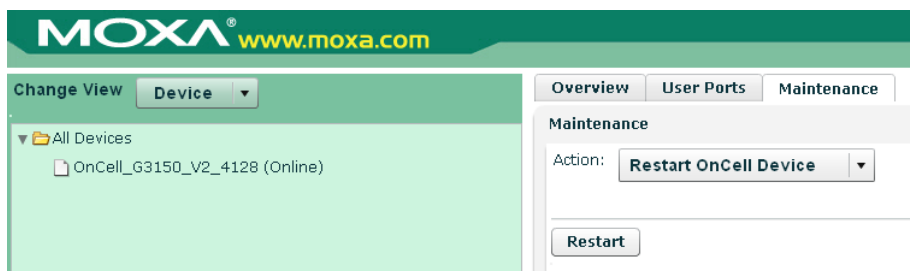 MOXA® www.moxa.com
Change View Device
All Devices
OnCell_G3150_V2_4128 (Online)
Overview User Ports Maintenance
Maintenance
Action: Restart OnCell Device
Restart